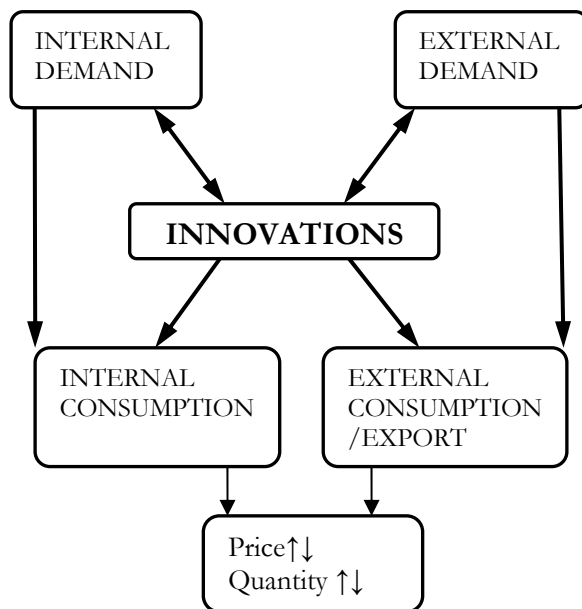 INTERNAL
DEMAND
EXTERNAL
DEMAND
INNOVATIONS
INTERNAL
CONSUMPTION
EXTERNAL
CONSUMPTION
/EXPORT
Price↑↓
Quantity ↑↓